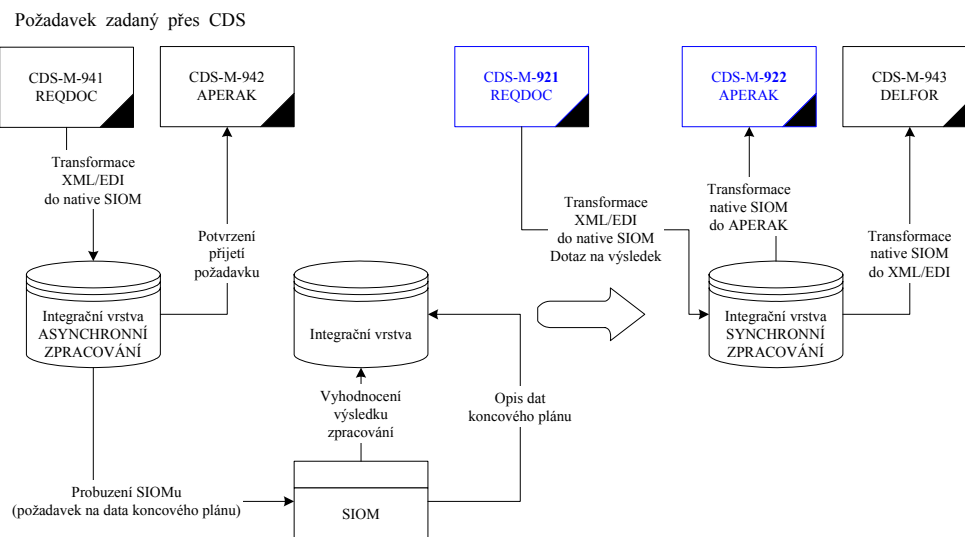 Požadavek zadaný přes CDS
CDS-M-941
REQDOC
CDS-M-942
APERAK
CDS-M-921
REQDOC
CDS-M-922
APERAK
CDS-M-943
DELFOR
Transformace
XML/EDI
do native SIOM
Potvrzení
přijetí
požadavku
Transformace
XML/EDI
do native SIOM
Dotaz na výsledek
Transformace
native SIOM
do APERAK
Transformace
native SIOM
do XML/EDI
Integrační vrstva
ASYNCHRONNÍ
ZPRACOVÁNÍ
Integrační vrstva
Integrační vrstva
SYNCHRONNÍ
ZPRACOVÁNÍ
Vyhodnocení
výsledku
zpracování
Opis dat
koncového plánu
Probuzení SIOMu
(požadavek na data koncového plánu)
SIOM